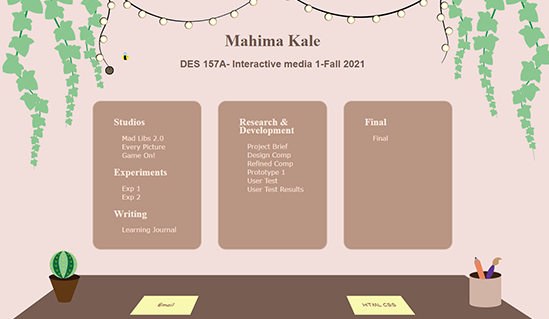 Mahima Kale
DES 157A- Interactive media 1-Fall 2021
Studios
Mad Libs 2.0
Every Picture
Game On!
Experiments
Exp 1
Exp 2
Writing
Learning Journal
Research &
Development
Project Brief
Design Comp
Refined Comp
Prototype 1
User Test
User Test Results
Final
Final
Email
HTML CSS